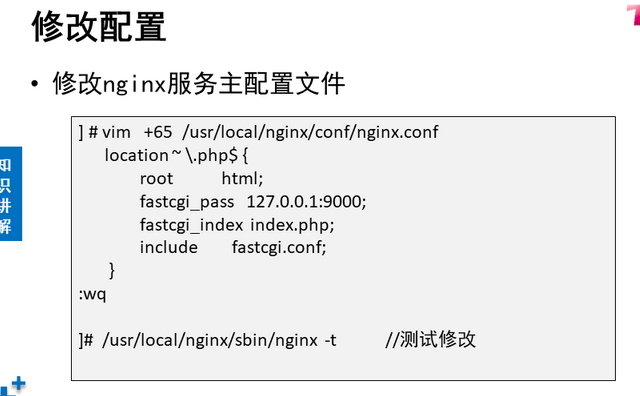 修改配置
• 修改nginx服务主配置文件
知识讲解
] # vim +65 /usr/local/nginx/conf/nginx.conf
location ~ \.php$ {
root html;
fastcgi_pass 127.0.0.1:9000;
fastcgi_index index.php;
include fastcgi.conf;
}
:wq
]# /usr/local/nginx/sbin/nginx -t //测试修改